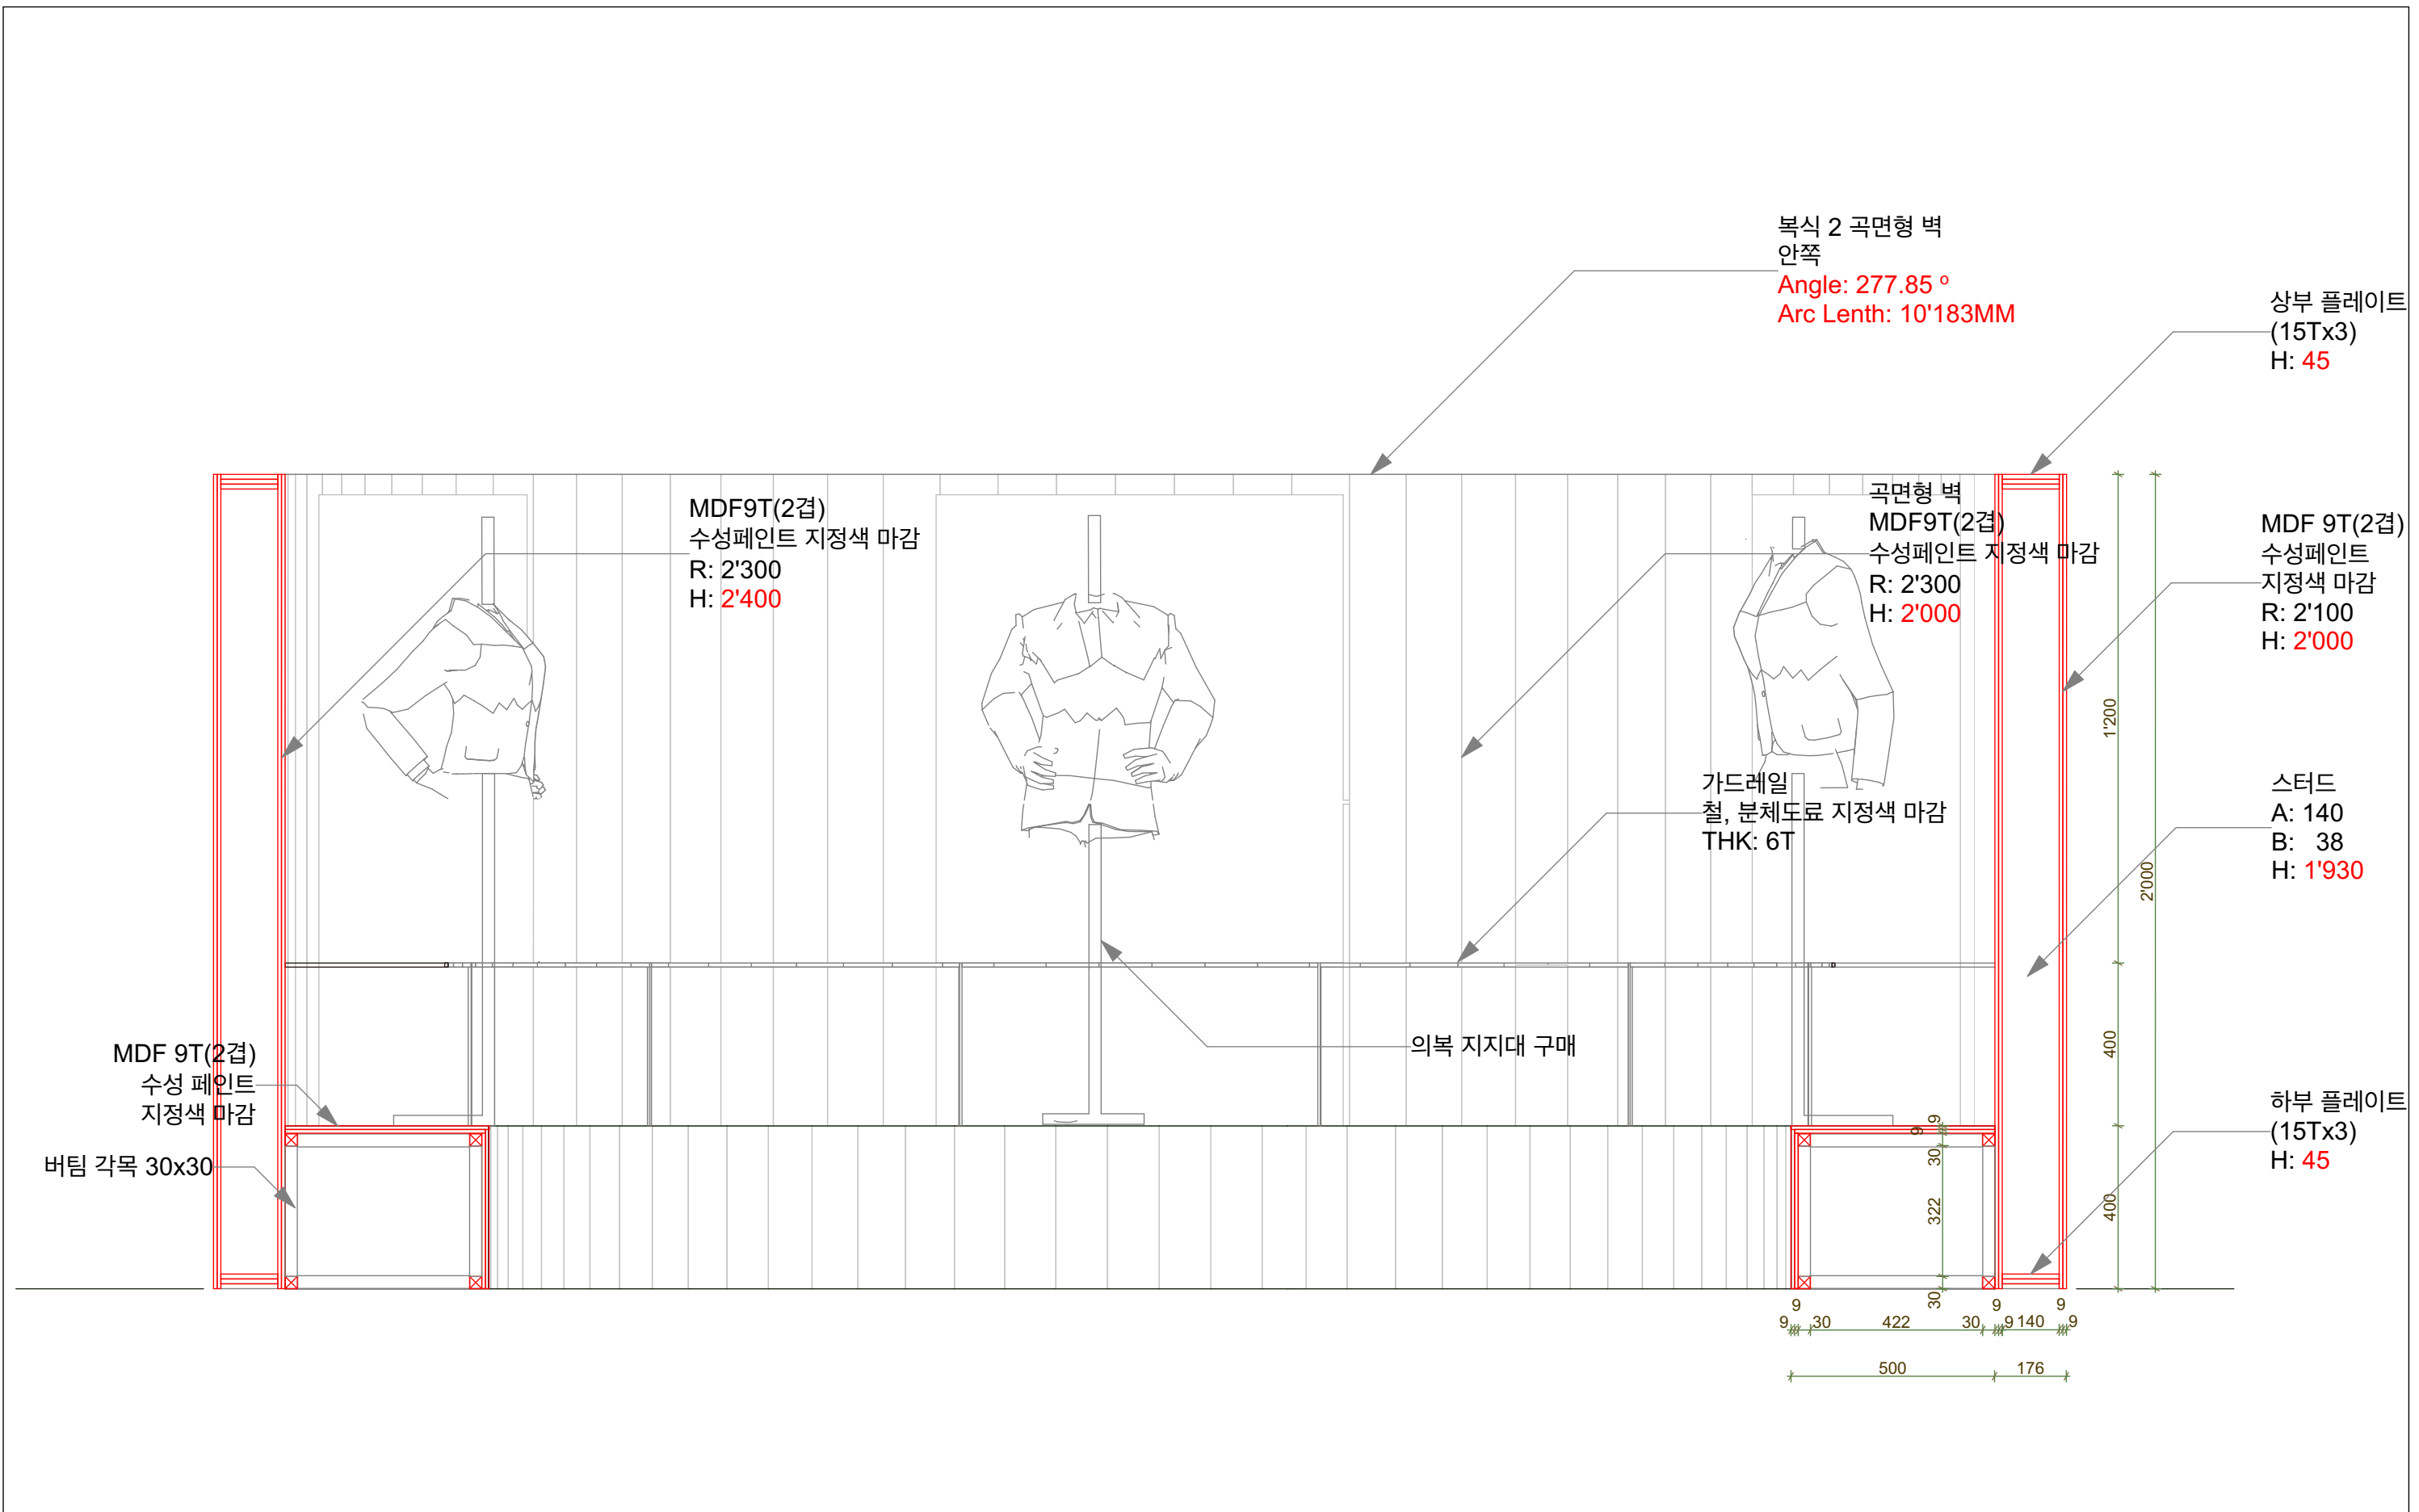 복식 2 곡면형 벽
안쪽
Angle: 277.85 º
Arc Lenth: 10'183MM
상부 플레이트
(15Tx3)
H: 45
MDF9T(2겹)
수성페인트 지정색 마감
R: 2'300
H: 2'400
곡면형 벽
MDF9T(2겹)
수성페인트 지정색 마감
R: 2'300
H: 2'000
MDF 9T(2겹)
수성페인트
지정색 마감
R: 2'100
H: 2'000
1'200
2'000
가드레일
철, 분체도료 지정색 마감
THK: 6T
스터드
A: 140
B: 38
H: 1'930
의복 지지대 구매
400
MDF 9T(2겹)
수성 페인트
지정색 마감
버팀 각목 30x30
하부 플레이트
(15Tx3)
H: 45
9
9
30
322
30
400
9 9 9
9 30 422 30 9 140 9
500 176